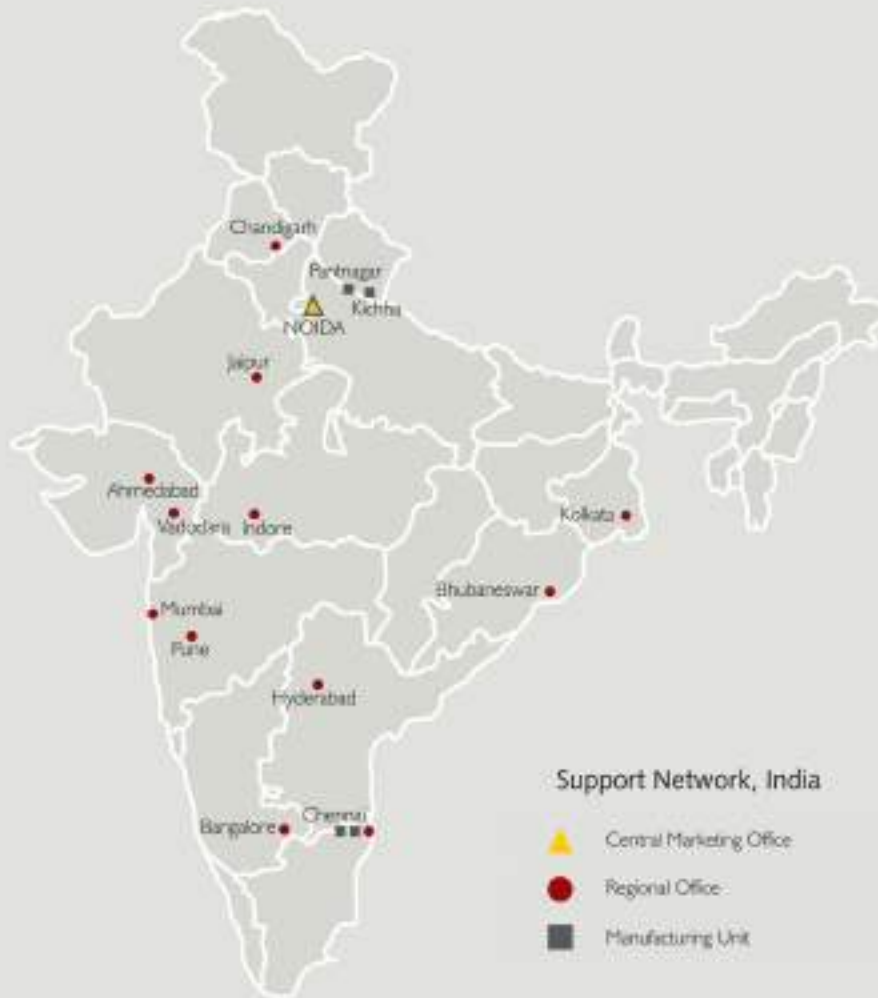 Chandigarh
Pantnagar
Kichha
NOIDA
Jaipur
Ahmedabad
Vadodara
Indore
Kolkata
Bhubaneswar
Mumbai
Pune
Hyderabad
Bangalore
Chennai
Support Network, India
Central Marketing Office
Regional Office
Manufacturing Unit